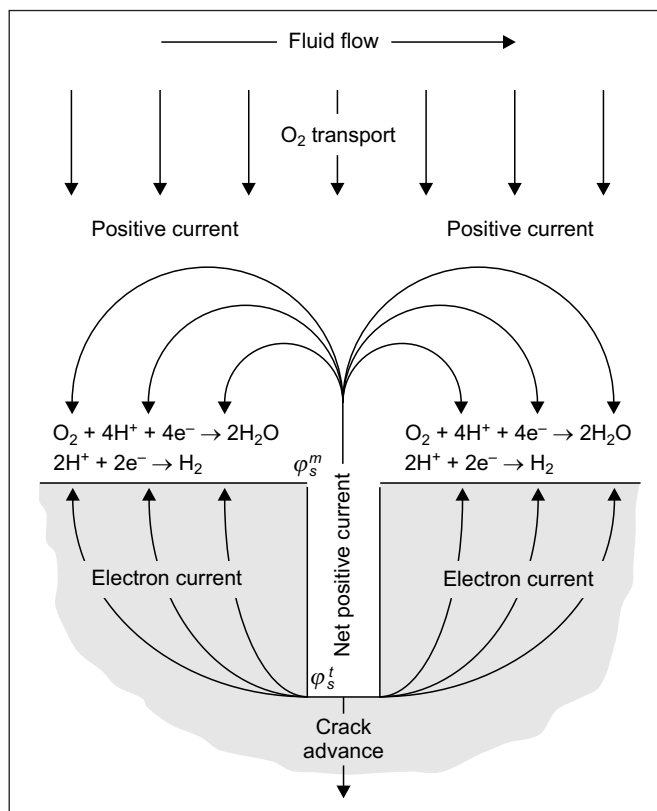 Fluid flow
O₂ transport
Positive current
Positive current
O₂ + 4H⁺ + 4e⁻ → 2H₂O
2H⁺ + 2e⁻ → H₂
O₂ + 4H⁺ + 4e⁻ → 2H₂O
2H⁺ + 2e⁻ → H₂
φₛᵐ
Net positive current
Electron current
Electron current
φₛᵗ
Crack
advance